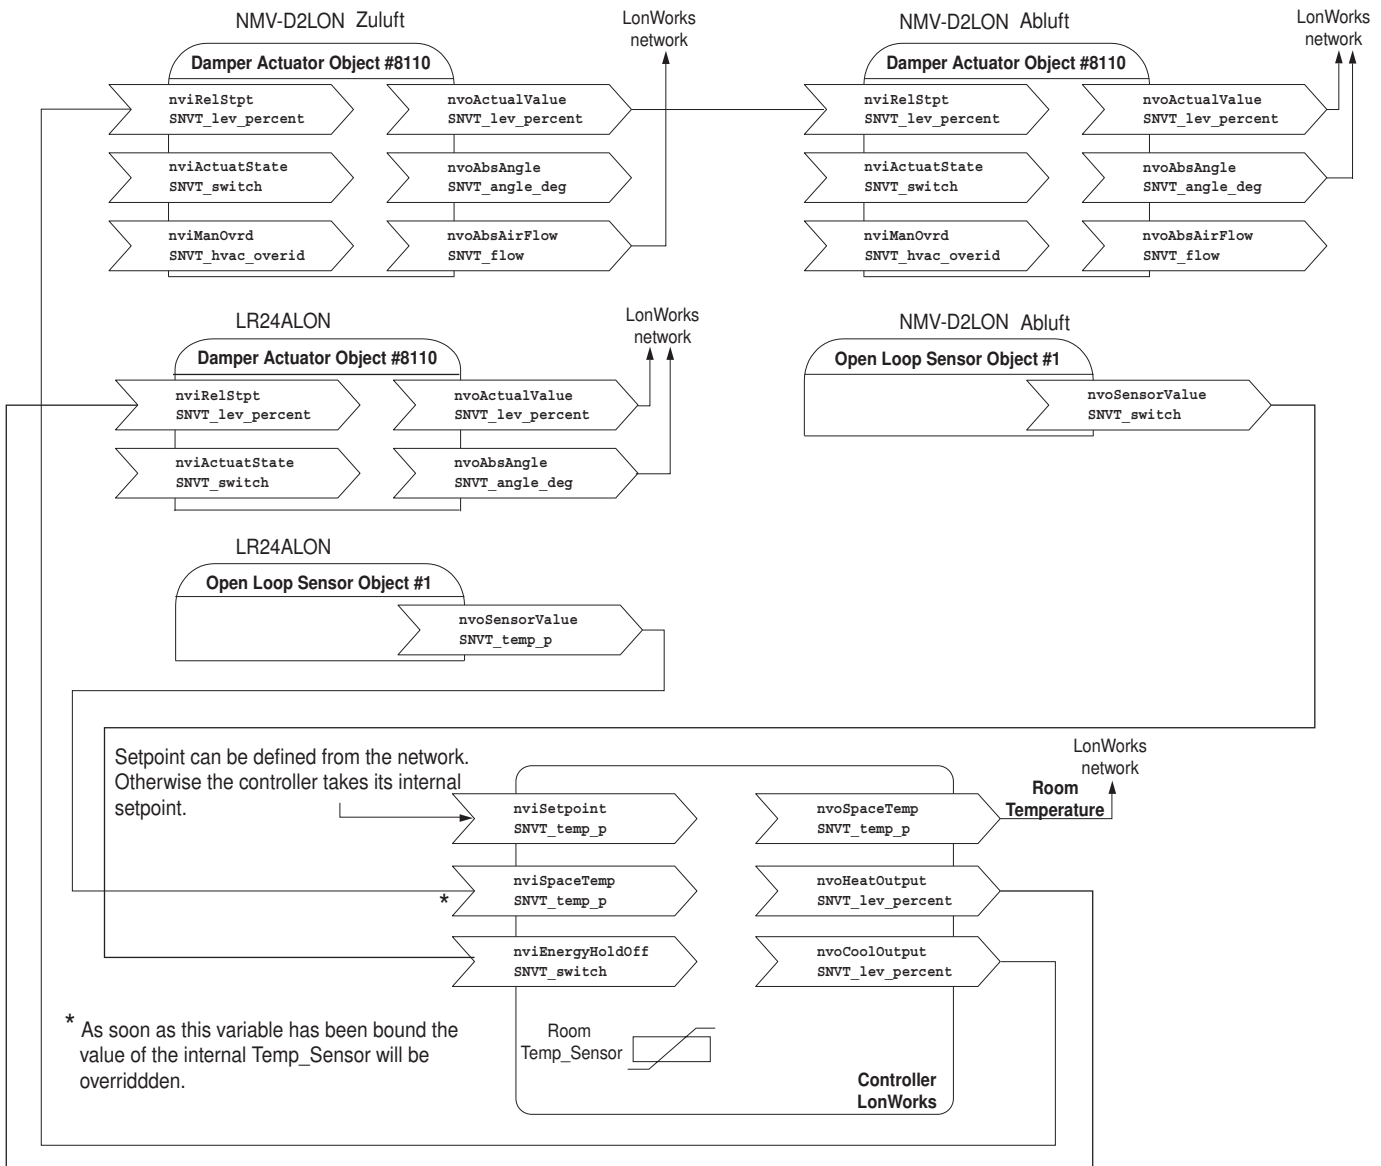 NMV-D2LON Zuluft
LonWorks
network
NMV-D2LON Abluft
LonWorks
network
Damper Actuator Object #8110
nviRelStpt
SNVT_lev_percent
nvoActualValue
SNVT_lev_percent
nviActuatState
SNVT_switch
nvoAbsAngle
SNVT_angle_deg
nviManOvrd
SNVT_hvac_overid
nvoAbsAirFlow
SNVT_flow
Damper Actuator Object #8110
nviRelStpt
SNVT_lev_percent
nvoActualValue
SNVT_lev_percent
nviActuatState
SNVT_switch
nvoAbsAngle
SNVT_angle_deg
nviManOvrd
SNVT_hvac_overid
nvoAbsAirFlow
SNVT_flow
LR24ALON
LonWorks
network
Damper Actuator Object #8110
nviRelStpt
SNVT_lev_percent
nvoActualValue
SNVT_lev_percent
nviActuatState
SNVT_switch
nvoAbsAngle
SNVT_angle_deg
NMV-D2LON Abluft
Open Loop Sensor Object #1
nvoSensorValue
SNVT_switch
LR24ALON
Open Loop Sensor Object #1
nvoSensorValue
SNVT_temp_p
Setpoint can be defined from the network.
Otherwise the controller takes its internal
setpoint.
LonWorks
network
Room
Temperature
nviSetpoint
SNVT_temp_p
nvoSpaceTemp
SNVT_temp_p
*
nviSpaceTemp
SNVT_temp_p
nvoHeatOutput
SNVT_lev_percent
nviEnergyHoldOff
SNVT_switch
nvoCoolOutput
SNVT_lev_percent
* As soon as this variable has been bound the
value of the internal Temp_Sensor will be
overridden.
Room
Temp_Sensor
Controller
LonWorks